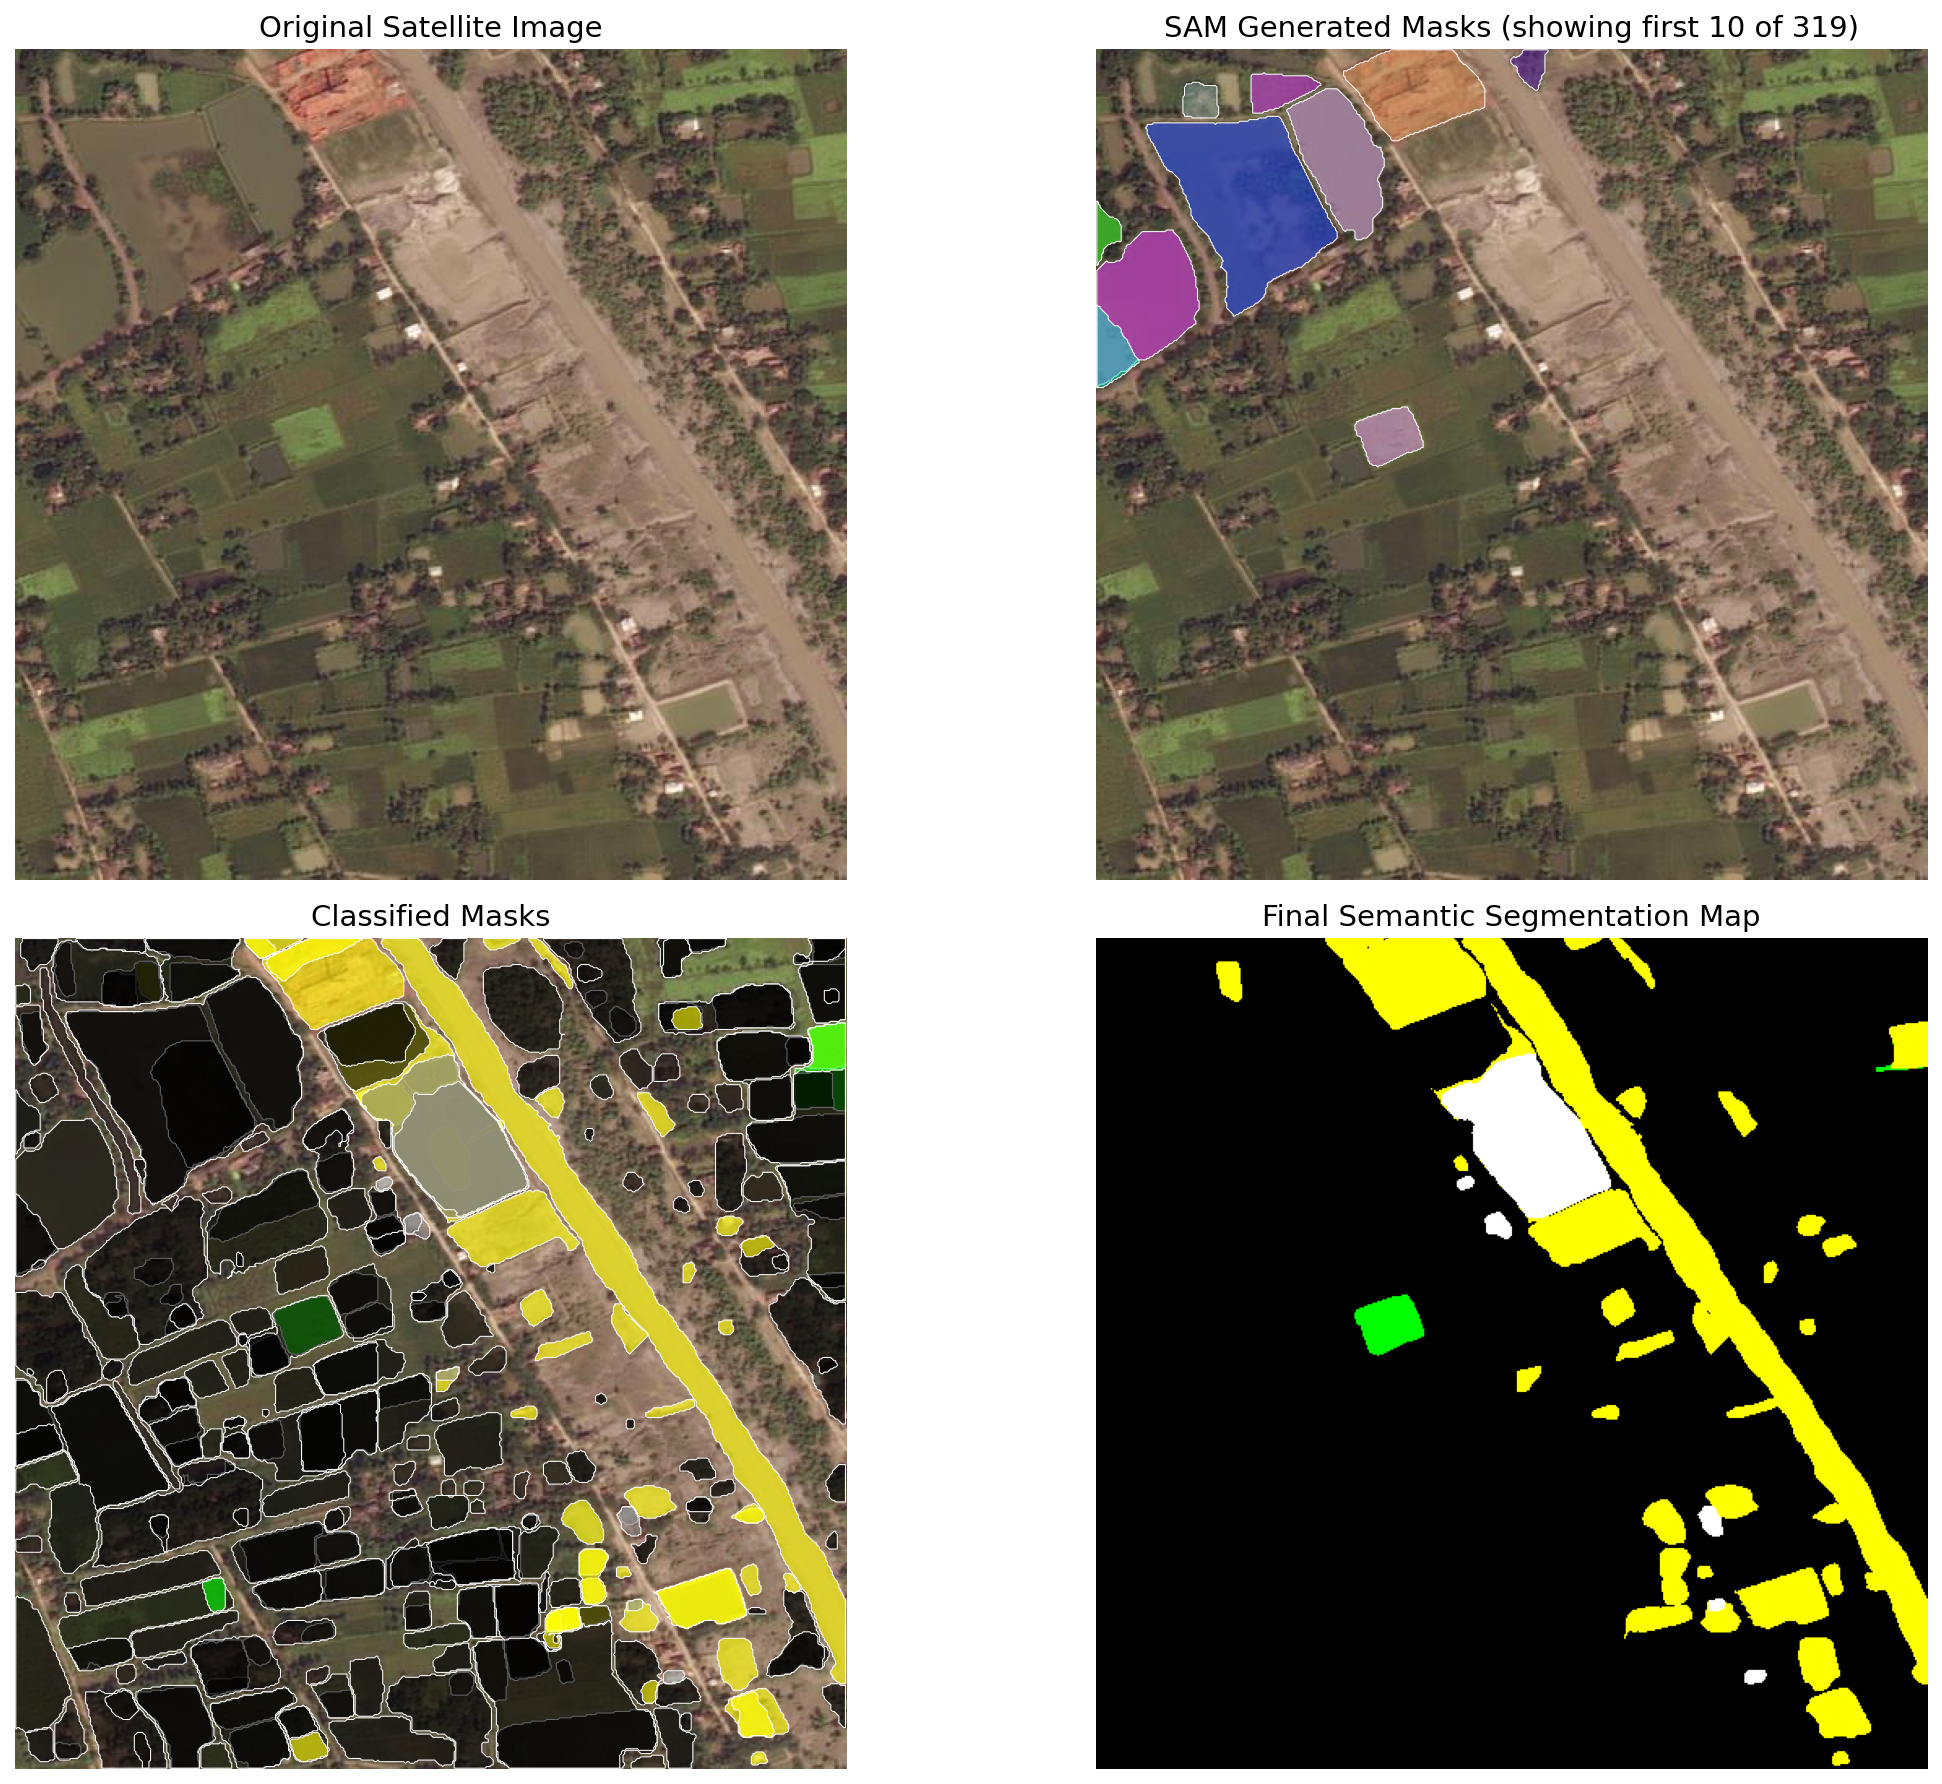 Original Satellite Image
SAM Generated Masks (showing first 10 of 319)
Classified Masks
Final Semantic Segmentation Map